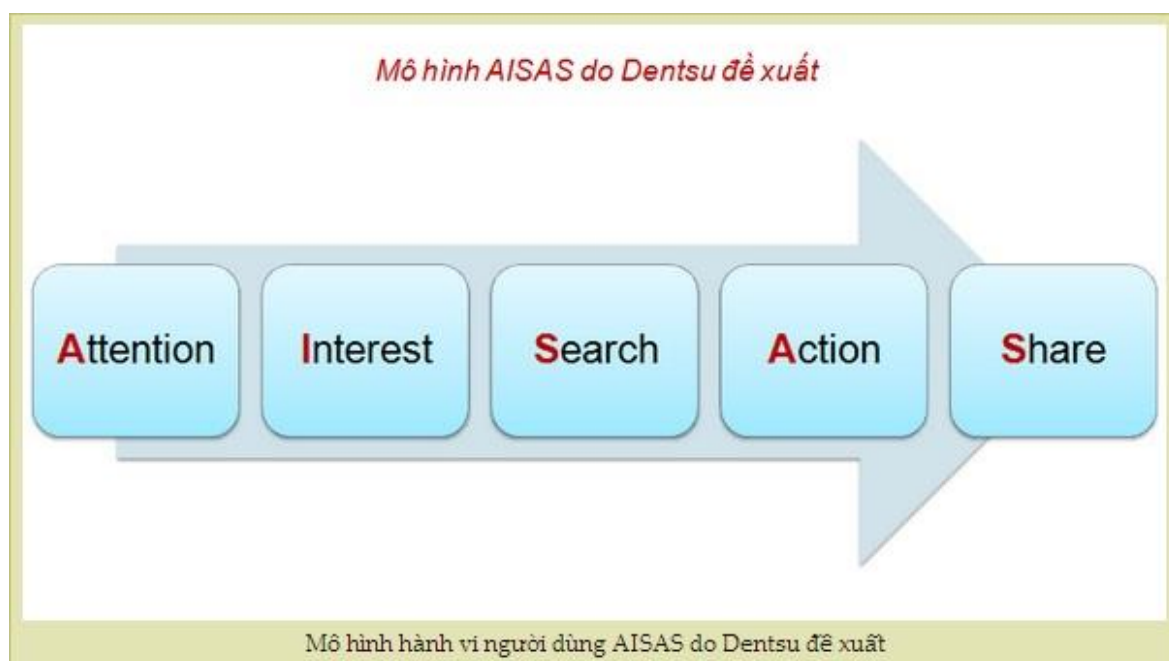 Mô hình AISAS do Dentsu đề xuất
Attention Interest Search Action Share
Mô hình hành vi người dùng AISAS do Dentsu đề xuất